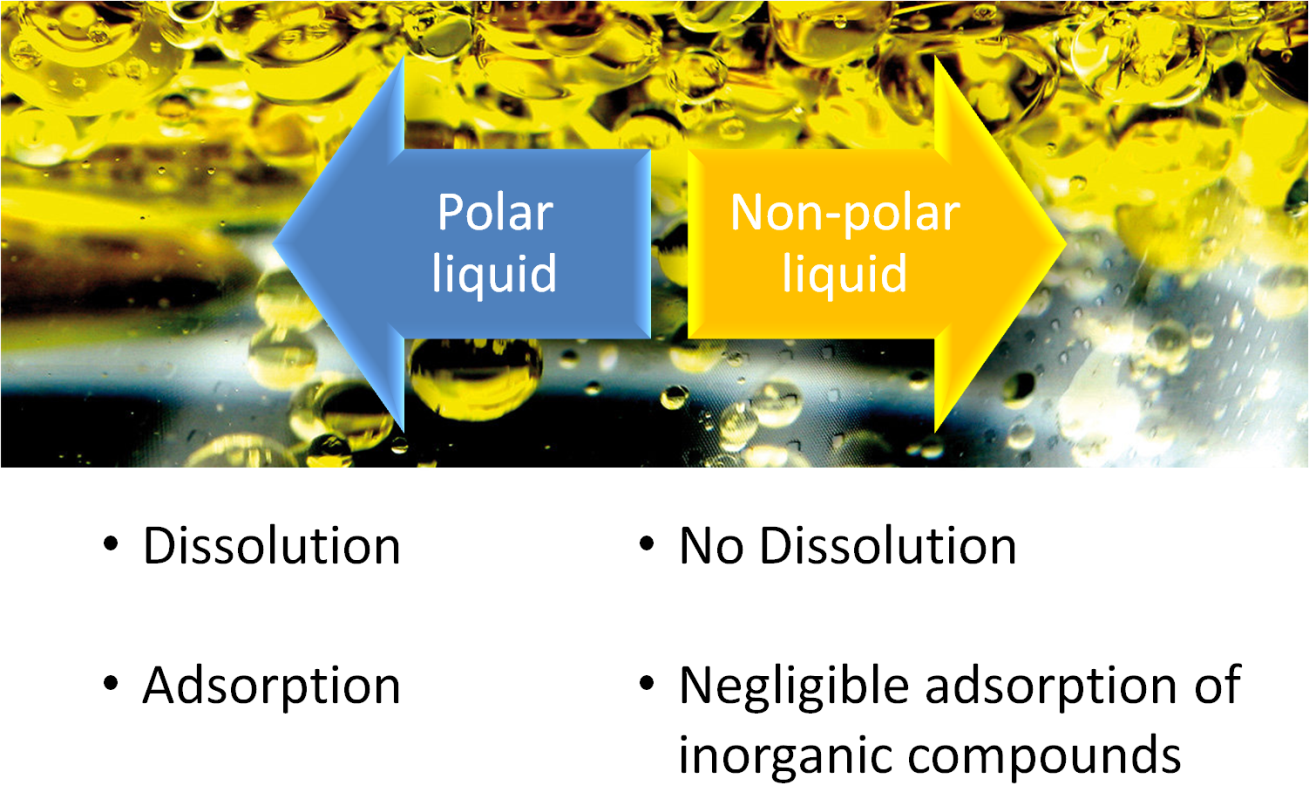 Polar
liquid
Non-polar
liquid
• Dissolution
• Adsorption
• No Dissolution
• Negligible adsorption of
inorganic compounds